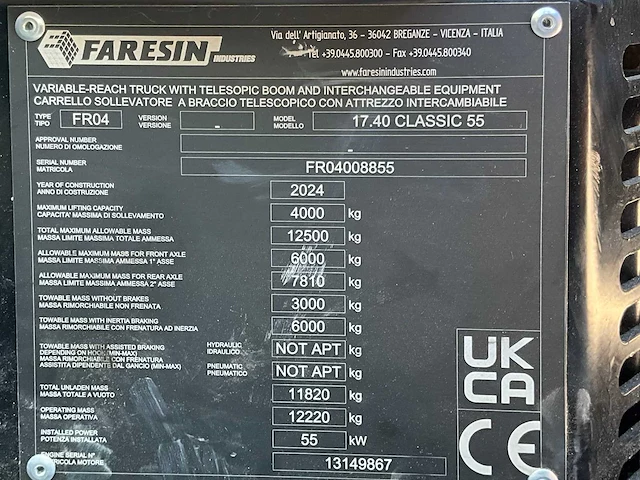 FARESIN INDUSTRIES
Via dell' Artigianato, 36 - 36042 BREGANZE - VICENZA - ITALIA
Tel. +39.0445.800300 - Fax +39.0445.800340
www.faresinindustries.com
VARIABLE-REACH TRUCK WITH TELESOPIC BOOM AND INTERCHANGEABLE EQUIPMENT
CARRELLO SOLLEVATORE A BRACCIO TELESCOPICO CON ATTREZZO INTERCAMBIABILE
TYPE TIPO FR04 VERSION VERSIONE - MODEL MODELLO 17.40 CLASSIC 55
APPROVAL NUMBER
NUMERO DI OMOLOGAZIONE -
SERIAL NUMBER
MATRICOLA FR04008855
YEAR OF CONSTRUCTION
ANNO DI COSTRUZIONE 2024
MAXIMUM LIFTING CAPACITY
CAPACITA' MASSIMA DI SOLLEVAMENTO 4000 kg
TOTAL MAXIMUM ALLOWABLE MASS
MASSA LIMITE MASSIMA TOTALE AMMESSA 12500 kg
ALLOWABLE MAXIMUM MASS FOR FRONT AXLE
MASSA LIMITE MASSIMA AMMESSA 1° ASSE 6000 kg
ALLOWABLE MAXIMUM MASS FOR REAR AXLE
MASSA LIMITE MASSIMA AMMESSA 2° ASSE 7810 kg
TOWABLE MASS WITHOUT BRAKES
MASSA RIMORCHIABILE NON FRENATA 3000 kg
TOWABLE MASS WITH INERTIA BRAKING
MASSA RIMORCHIABILE CON FRENATURA AD INERZIA 6000 kg
TOWABLE MASS WITH ASSISTED BRAKING HYDRAULIC
DEPENDING ON HOOK(MIN-MAX) IDRAULICO NOT APT kg
MASSA RIMORCHIABILE CON FRENATURA PNEUMATIC
ASSISTITA DIPENDENTE DAL GANCIO (MIN-MAX) PNEUMATICO NOT APT kg
TOTAL UNLADEN MASS
MASSA TOTALE A VUOTO 11820 kg
OPERATING MASS
MASSA OPERATIVA 12220 kg
INSTALLED POWER
POTENZA INSTALLATA 55 kW
ENGINE SERIAL N°
MATRICOLA MOTORE 13149867
UK
CA
CE